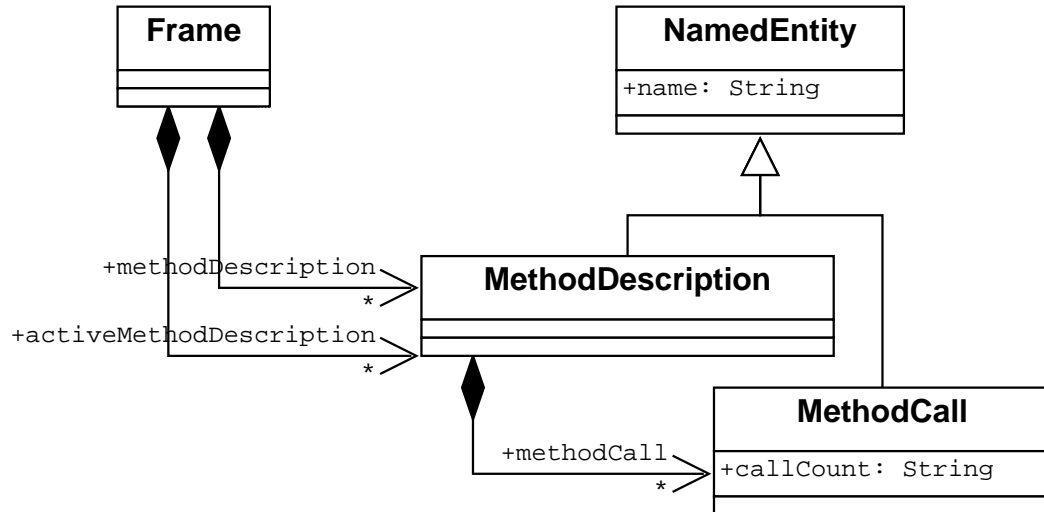 Frame
NamedEntity
+name: String
+methodDescription
*
MethodDescription
+activeMethodDescription
*
MethodCall
+methodCall
*
+callCount: String